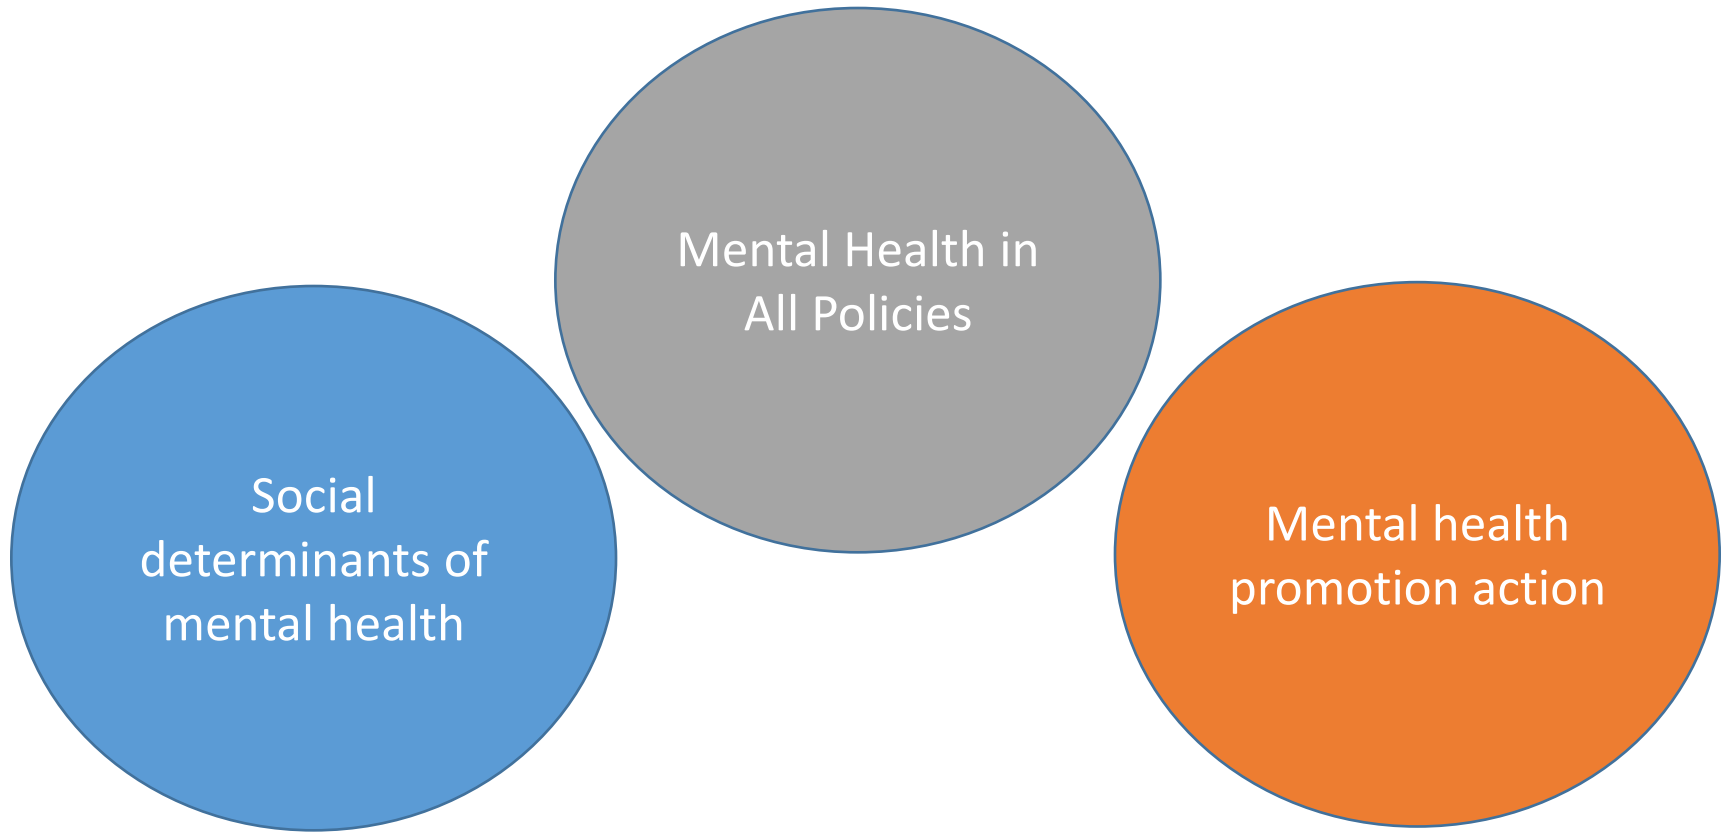 Mental Health in
All Policies
Social
determinants of
mental health
Mental health
promotion action